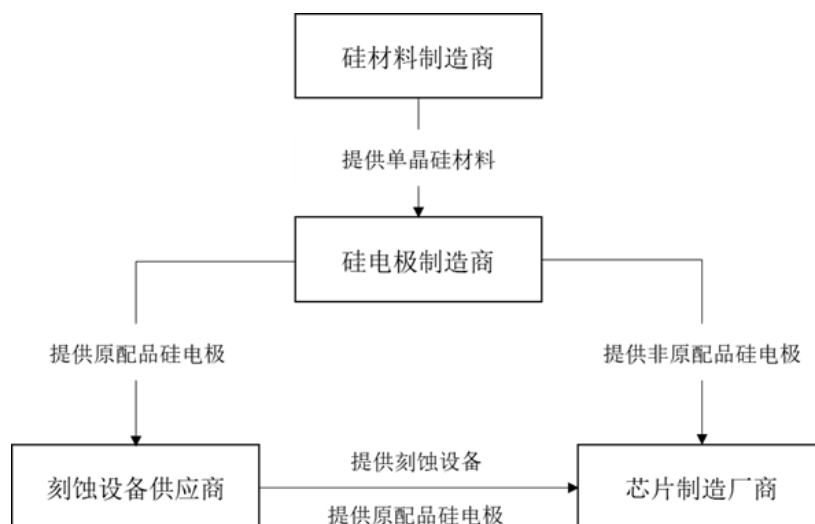 硅材料制造商
提供单晶硅材料
硅电极制造商
提供原配品硅电极
提供非原配品硅电极
刻蚀设备供应商
提供刻蚀设备
提供原配品硅电极
芯片制造厂商